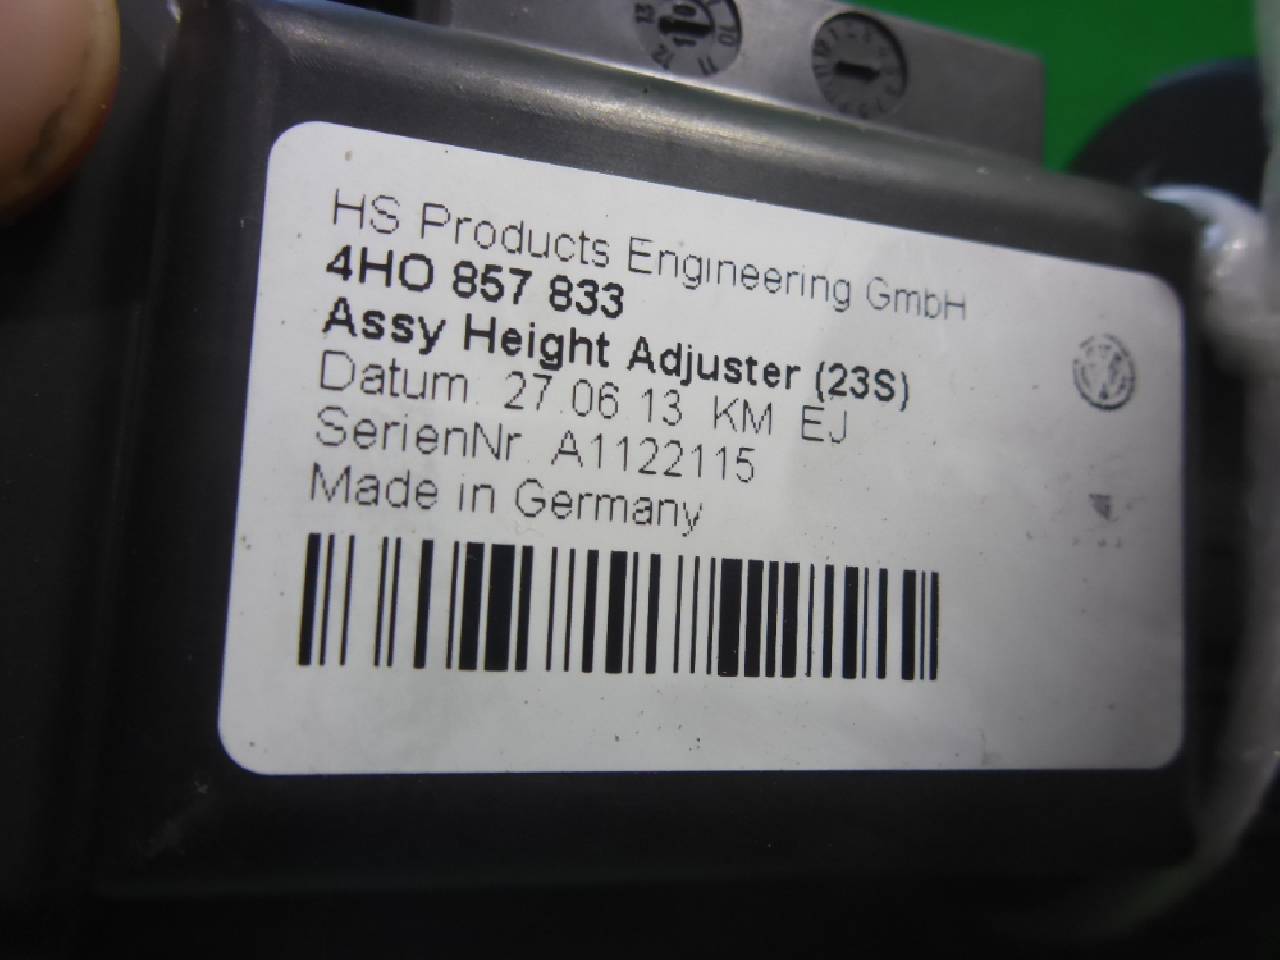 HS Products Engineering GmbH
4H0 857 833
Assy Height Adjuster (23S)
Datum 27.06.13 KM EJ
SerienNr A1122115
Made in Germany